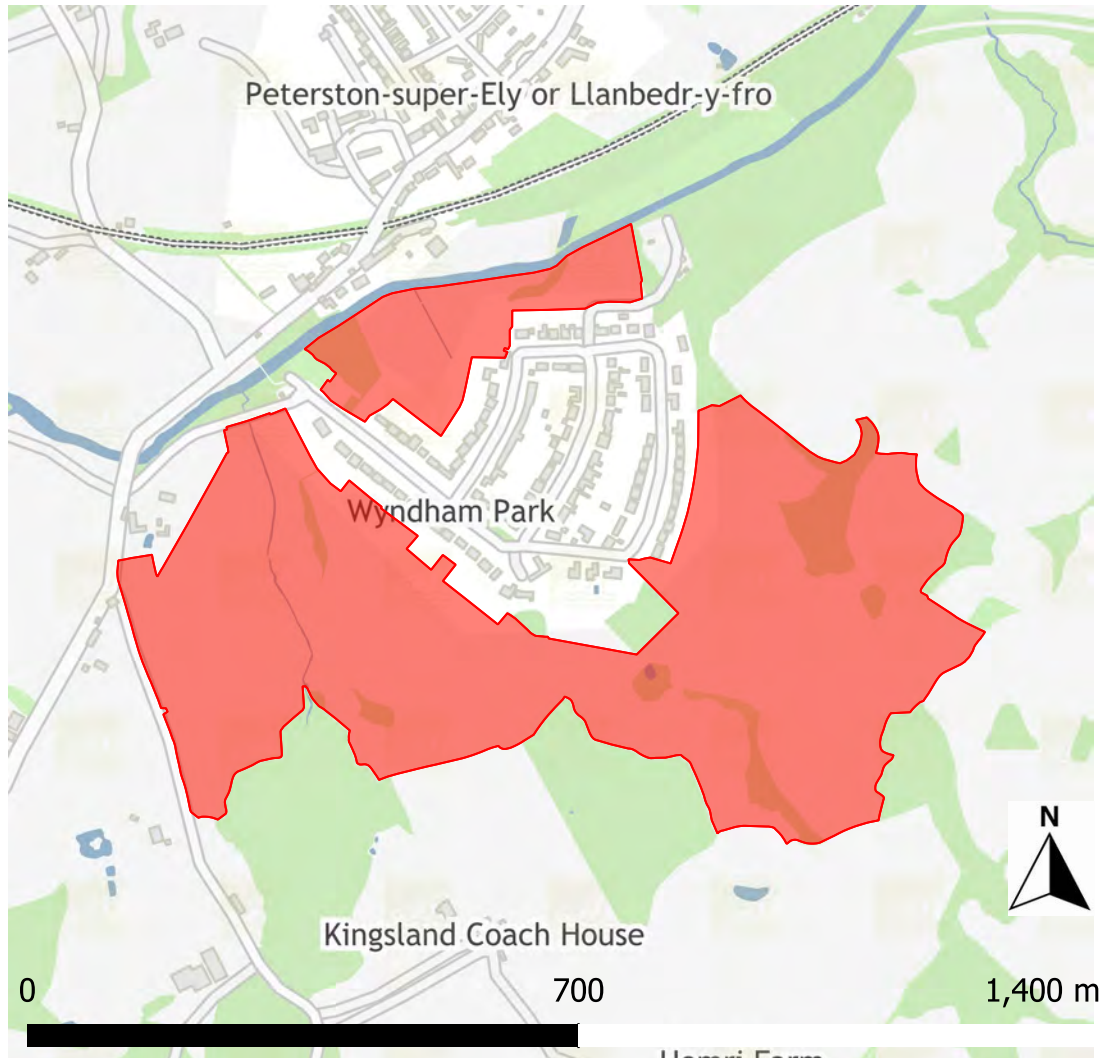 Peterston-super-Ely or Llanbedr-y-fro
Wyndham Park
N
Kingsland Coach House
0 700 1,400 m